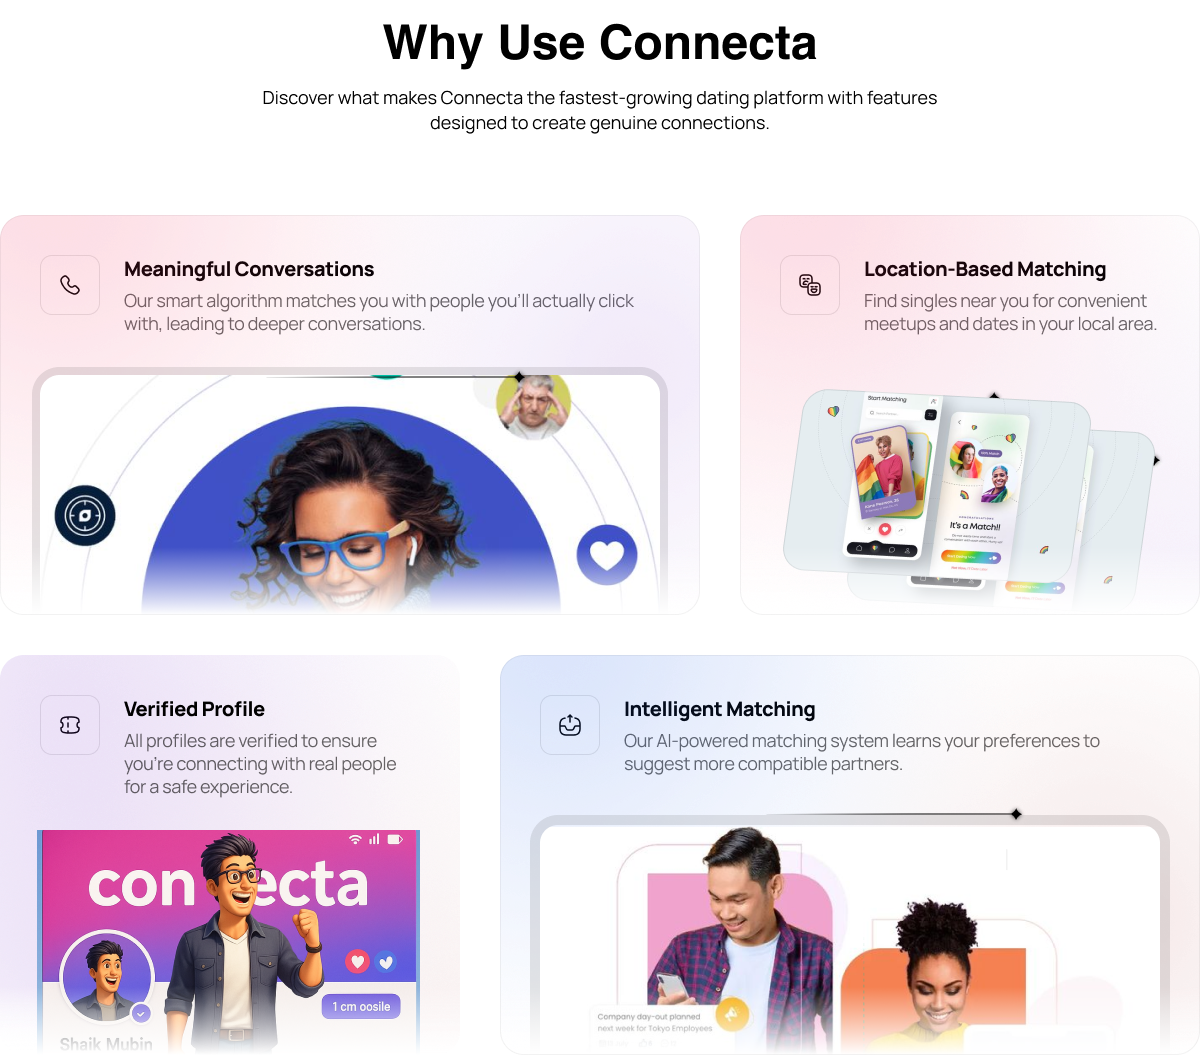 Why Use Connecta
Discover what makes Connecta the fastest-growing dating platform with features
designed to create genuine connections.
Meaningful Conversations
Our smart algorithm matches you with people you'll actually click
with, leading to deeper conversations.
Location-Based Matching
Find singles near you for convenient
meetups and dates in your local area.
Start Matching
It's a Match!!
Verified Profile
All profiles are verified to ensure
you're connecting with real people
for a safe experience.
con ecta
1 cm oosile
Shaik Mubin
Intelligent Matching
Our AI-powered matching system learns your preferences to
suggest more compatible partners.
Company day-out planned
next week for Tokyo Employees